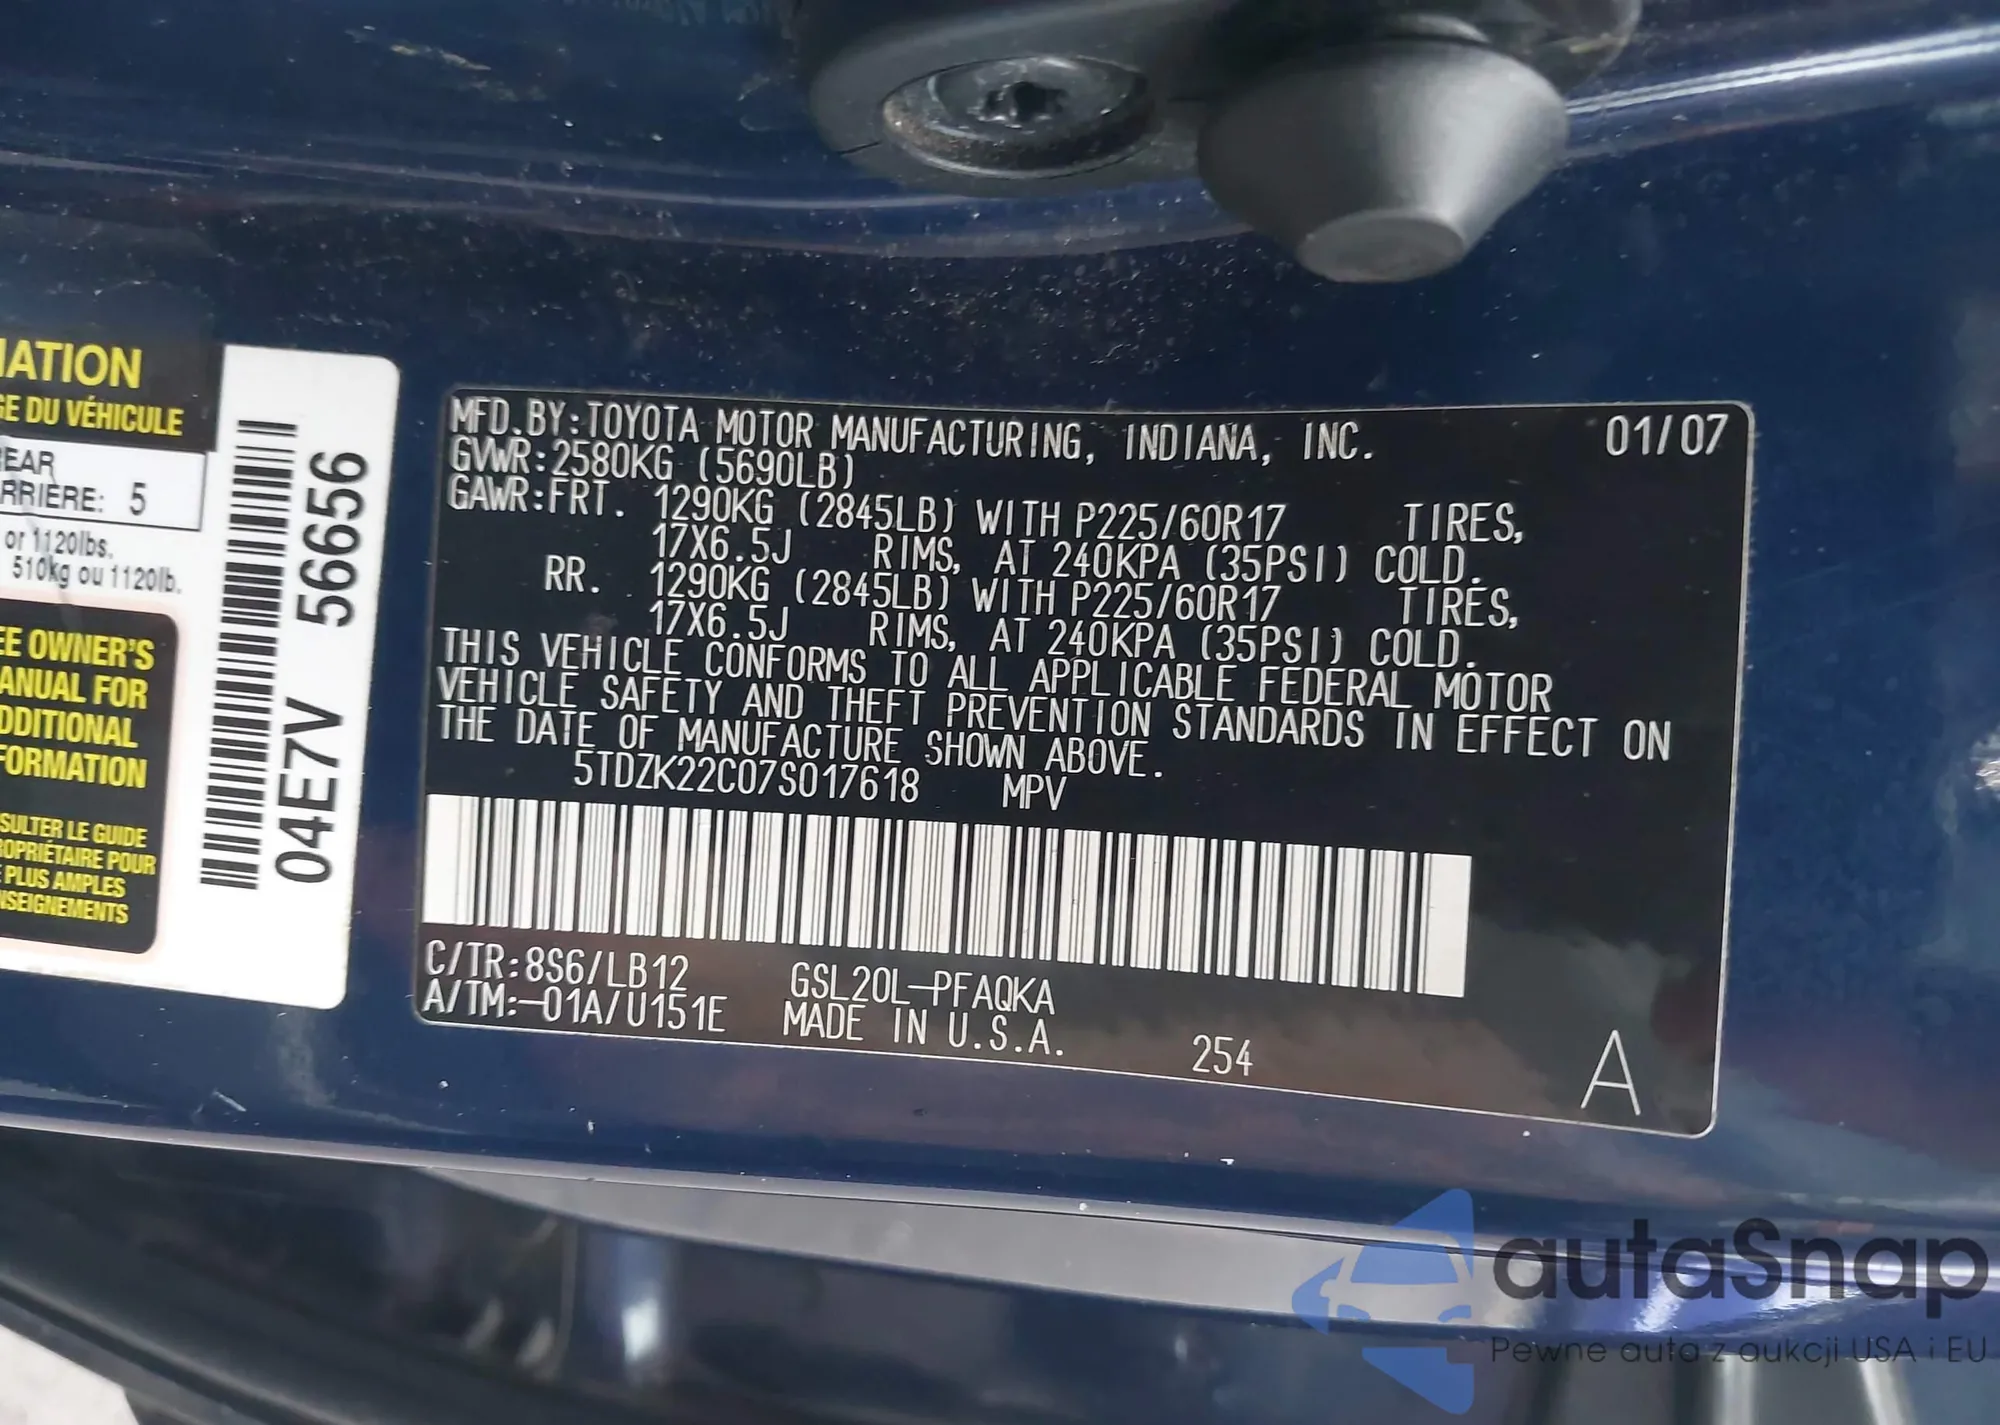 IATION
GE DU VÉHICULE
EAR
RRIÈRE: 5
or 1120lbs.
510kg ou 1120lb.
EE OWNER'S
ANUAL FOR
DDITIONAL
FORMATION
SULTER LE GUIDE
ROPRIÉTAIRE POUR
PLUS AMPLES
NSEIGNEMENTS
04E7V 56656
MFD.BY:TOYOTA MOTOR MANUFACTURING, INDIANA, INC. 01/07
GVWR:2580KG (5690LB)
GAWR:FRT. 1290KG (2845LB) WITH P225/60R17 TIRES,
17X6.5J RIMS, AT 240KPA (35PSI) COLD.
RR. 1290KG (2845LB) WITH P225/60R17 TIRES,
17X6.5J RIMS, AT 240KPA (35PSI) COLD.
THIS VEHICLE CONFORMS TO ALL APPLICABLE FEDERAL MOTOR
VEHICLE SAFETY AND THEFT PREVENTION STANDARDS IN EFFECT ON
THE DATE OF MANUFACTURE SHOWN ABOVE.
5TDZK22C07S017618 MPV
C/TR:8S6/LB12 GSL20L-PFAQKA
A/TM:-01A/U151E MADE IN U.S.A. 254 A
autaSnap
Pewne auta z aukcji USA i EU